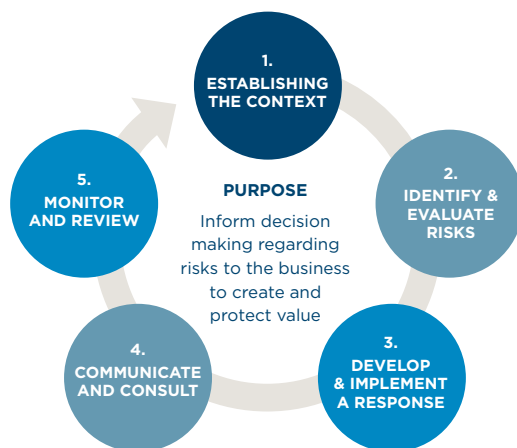 1.
ESTABLISHING
THE CONTEXT
2.
IDENTIFY &
EVALUATE
RISKS
3.
DEVELOP
& IMPLEMENT
A RESPONSE
4.
COMMUNICATE
AND CONSULT
5.
MONITOR
AND REVIEW
PURPOSE
Inform decision
making regarding
risks to the business
to create and
protect value